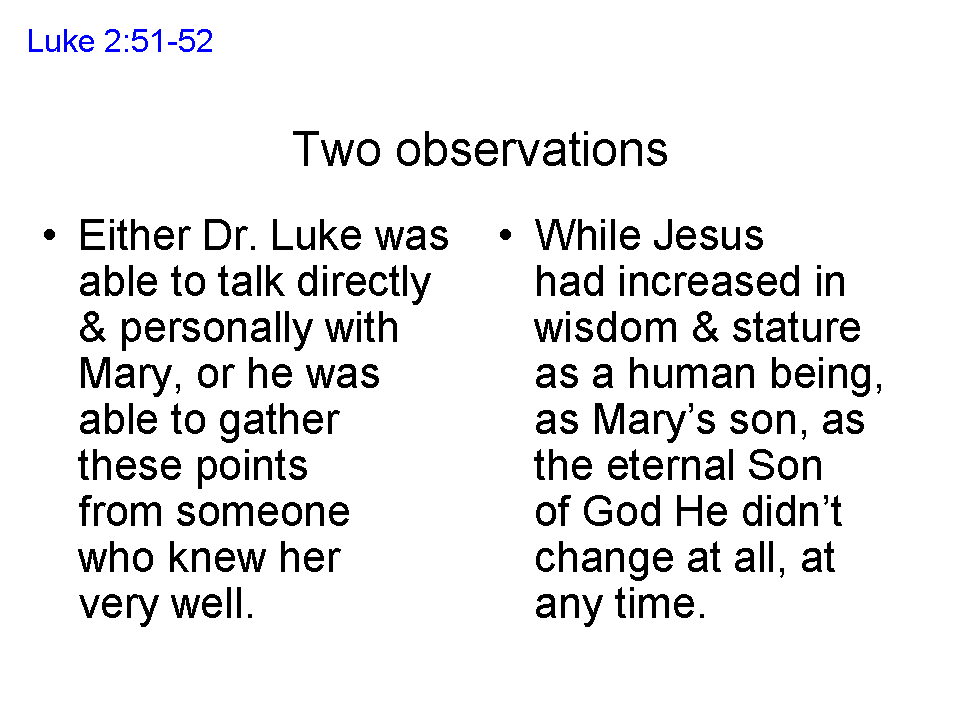 Luke 2:51-52
Two observations
• Either Dr. Luke was
able to talk directly
& personally with
Mary, or he was
able to gather
these points
from someone
who knew her
very well.
• While Jesus
had increased in
wisdom & stature
as a human being,
as Mary’s son, as
the eternal Son
of God He didn’t
change at all, at
any time.